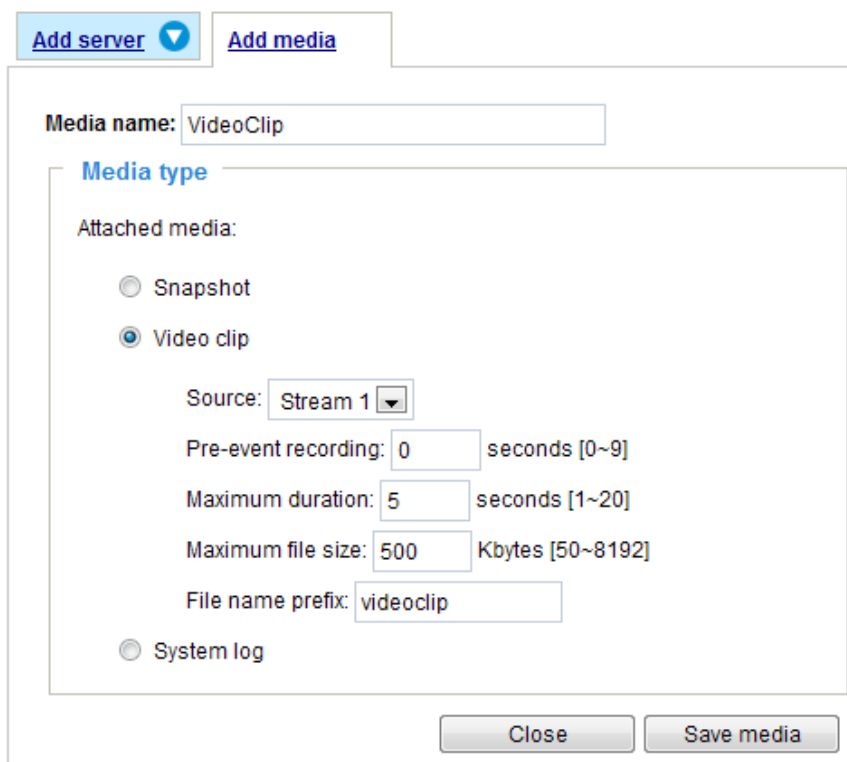 Add server Add media
Media name: VideoClip
Media type
Attached media:
Snapshot
Video clip
Source: Stream 1
Pre-event recording: 0 seconds [0~9]
Maximum duration: 5 seconds [1~20]
Maximum file size: 500 Kbytes [50~8192]
File name prefix: videoclip
System log
Close Save media